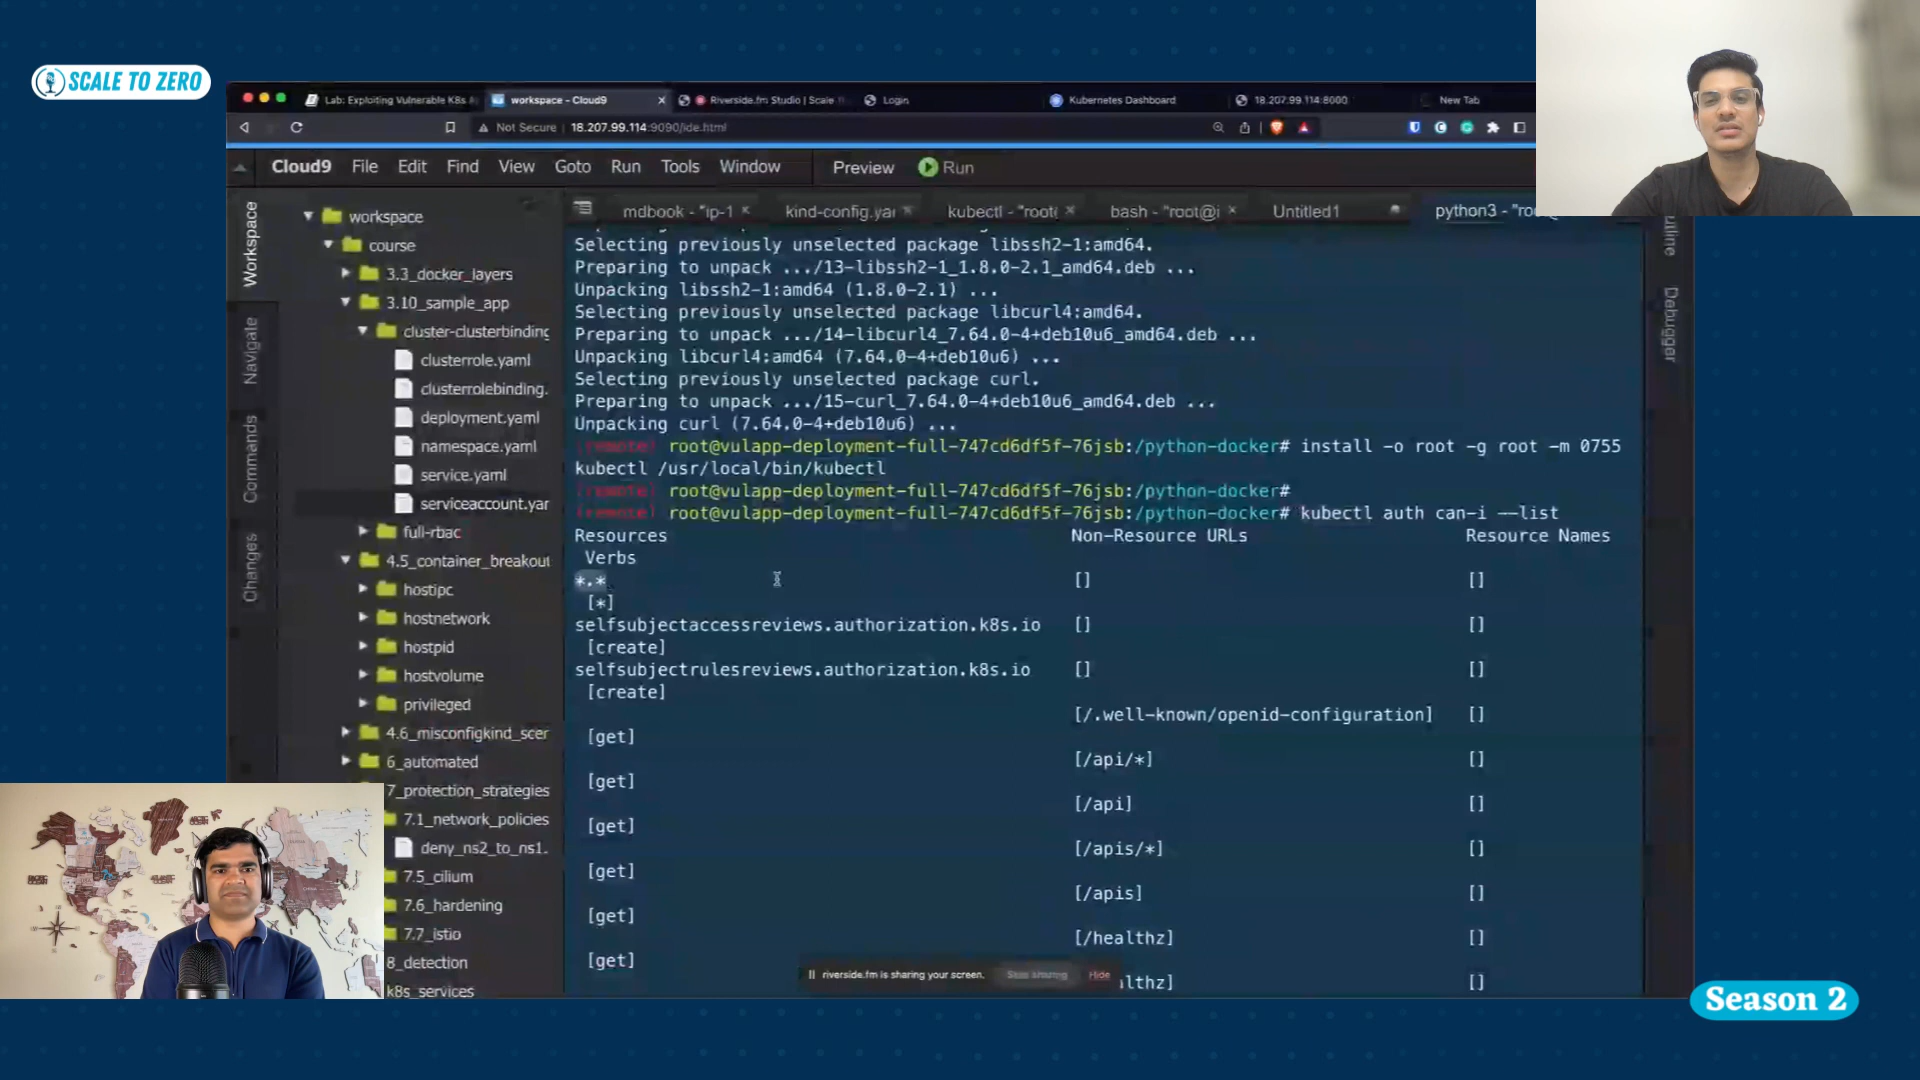 SCALE TO ZERO
Lab: Exploiting Vulnerable K8s
workspace - Cloud9
Riverside.fm Studio | Scale
Login
Kubernetes Dashboard
18.207.99.114:8000
New Tab
Not Secure
18.207.99.114:9090/ide.html
Cloud9 File Edit Find View Goto Run Tools Window Preview Run
mdbook - "ip-1
kind-config.yar
kubectl - "root(
bash - "root@i
Untitled1
python3 - "roo
Workspace
Navigate
Commands
Changes
workspace
course
3.3_docker_layers
3.10_sample_app
cluster-clusterbinding
clusterrole.yaml
clusterrolebinding.
deployment.yaml
namespace.yaml
service.yaml
serviceaccount.yar
full-rbac
4.5_container_breakout
hostipc
hostnetwork
hostpid
hostvolume
privileged
4.6_misconfigkind_scer
6_automated
7_protection_strategies
7.1_network_policies
deny_ns2_to_ns1.
7.5_cilium
7.6_hardening
7.7_istio
8_detection
k8s_services
Selecting previously unselected package libssh2-1:amd64.
Preparing to unpack .../13-libssh2-1_1.8.0-2.1_amd64.deb ...
Unpacking libssh2-1:amd64 (1.8.0-2.1) ...
Selecting previously unselected package libcurl4:amd64.
Preparing to unpack .../14-libcurl4_7.64.0-4+deb10u6_amd64.deb ...
Unpacking libcurl4:amd64 (7.64.0-4+deb10u6) ...
Selecting previously unselected package curl.
Preparing to unpack .../15-curl_7.64.0-4+deb10u6_amd64.deb ...
Unpacking curl (7.64.0-4+deb10u6) ...
(remote) root@vulapp-deployment-full-747cd6df5f-76jsb:/python-docker# install -o root -g root -m 0755
kubectl /usr/local/bin/kubectl
(remote) root@vulapp-deployment-full-747cd6df5f-76jsb:/python-docker#
(remote) root@vulapp-deployment-full-747cd6df5f-76jsb:/python-docker# kubectl auth can-i --list
Resources Non-Resource URLs Resource Names
Verbs
*.* [] []
[*]
selfsubjectaccessreviews.authorization.k8s.io [] []
[create]
selfsubjectrulesreviews.authorization.k8s.io [] []
[create]
[/.well-known/openid-configuration] []
[get]
[/api/*] []
[get]
[/api] []
[get]
[/apis/*] []
[get]
[/apis] []
[get]
[/healthz] []
[get]
althz] []
riverside.fm is sharing your screen. Stop sharing Hide
Debugger
Season 2